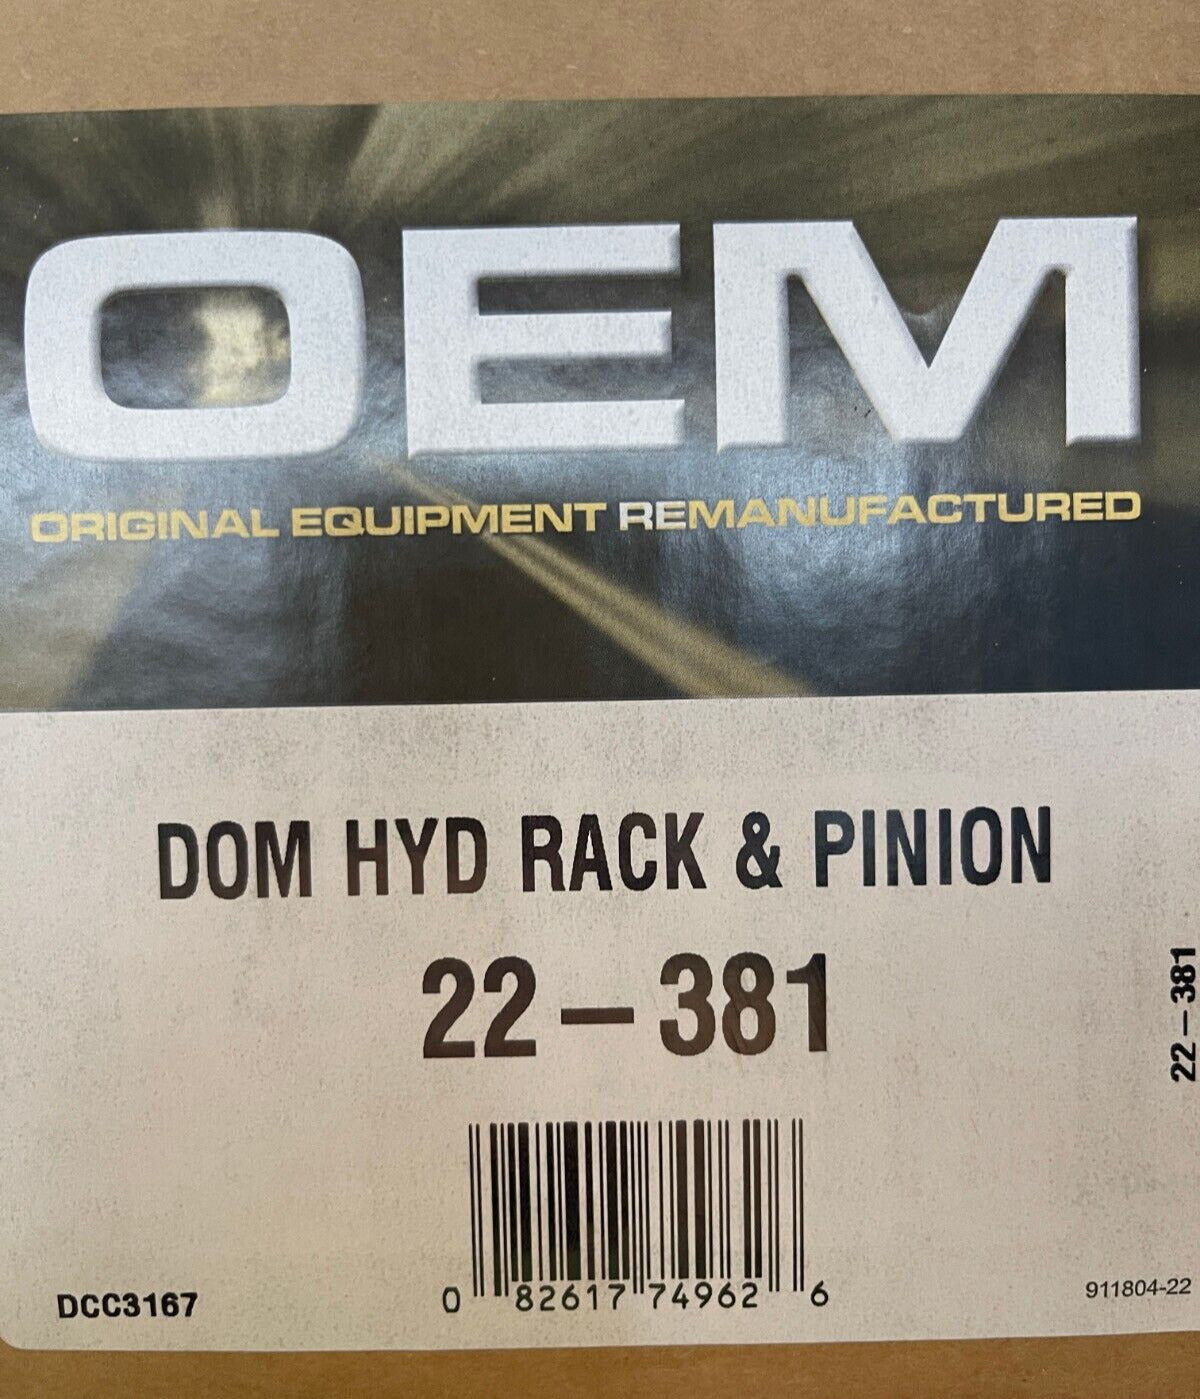 OEM
ORIGINAL EQUIPMENT REMANUFACTURED
DOM HYD RACK & PINION
22-381
22-381
0 82617 74962 6
DCC3167
911804-22